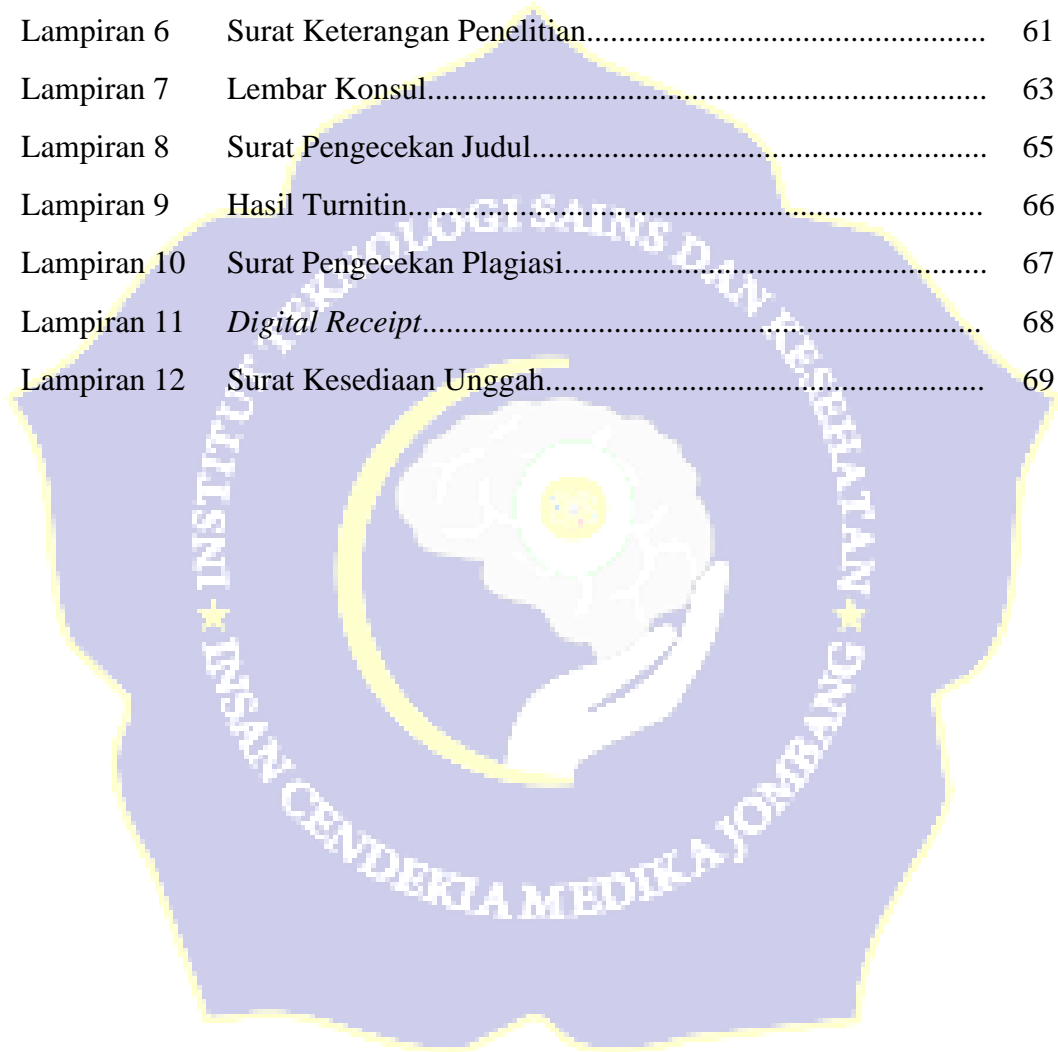 Lampiran 6 Surat Keterangan Penelitian............................................... 61
Lampiran 7 Lembar Konsul................................................................... 63
Lampiran 8 Surat Pengecekan Judul...................................................... 65
Lampiran 9 Hasil Turnitin..................................................................... 66
Lampiran 10 Surat Pengecekan Plagiasi.................................................. 67
Lampiran 11 Digital Receipt................................................................... 68
Lampiran 12 Surat Kesediaan Unggah.................................................... 69
INSTITUT TEKNOLOGI SAINS DAN KESEHATAN
INSAN CENDEKIA MEDIKA JOMBANG